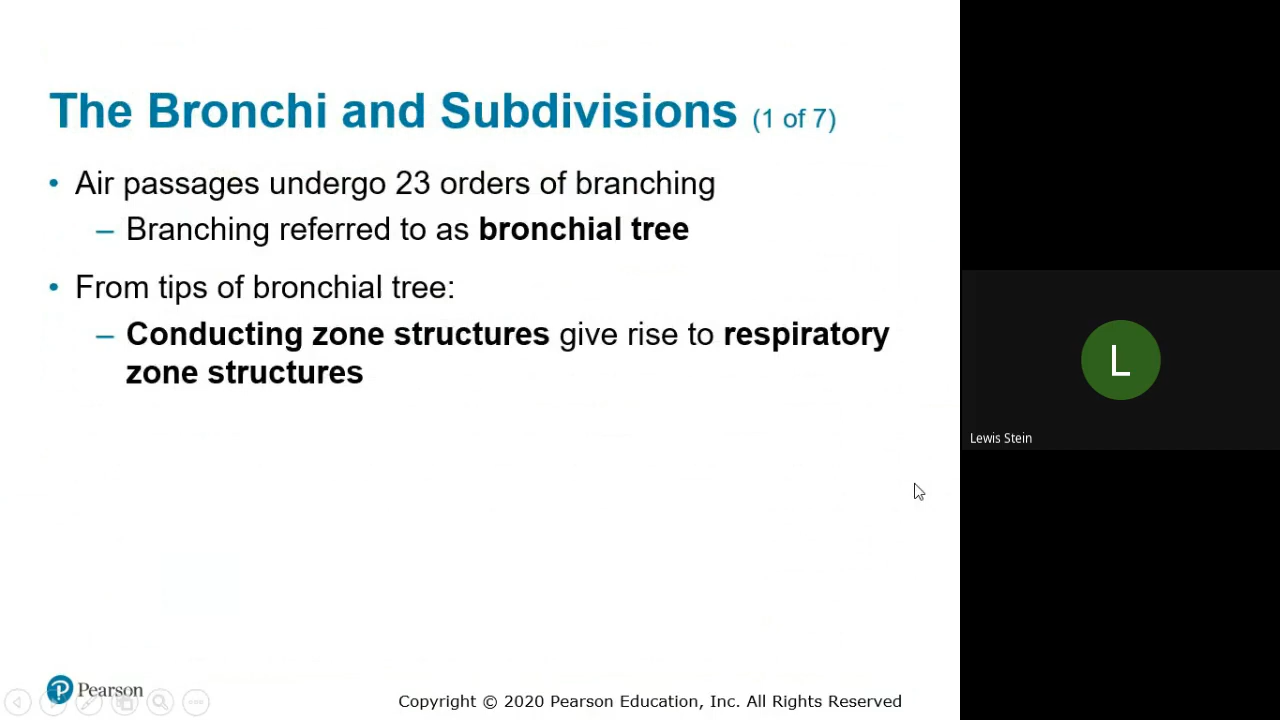 The Bronchi and Subdivisions (1 of 7)
• Air passages undergo 23 orders of branching
– Branching referred to as bronchial tree
• From tips of bronchial tree:
– Conducting zone structures give rise to respiratory
zone structures
L
Lewis Stein
P Pearson
Copyright © 2020 Pearson Education, Inc. All Rights Reserved